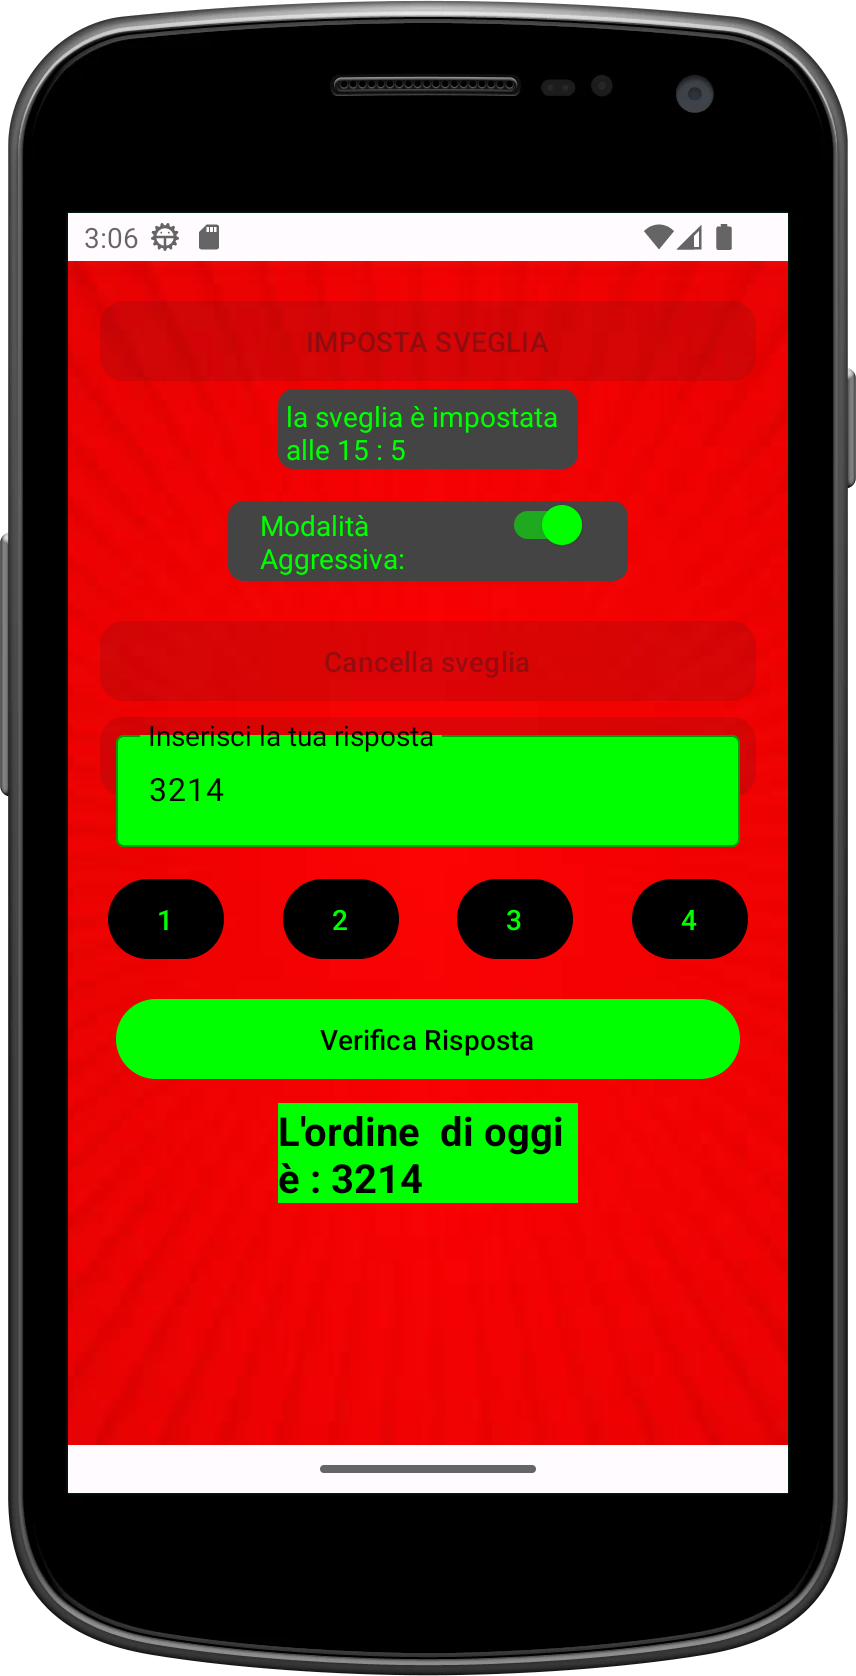 3:06
IMPOSTA SVEGLIA
la sveglia è impostata
alle 15 : 5
Modalità
Aggressiva:
Cancella sveglia
Inserisci la tua risposta
3214
1 2 3 4
Verifica Risposta
L'ordine  di oggi
è : 3214